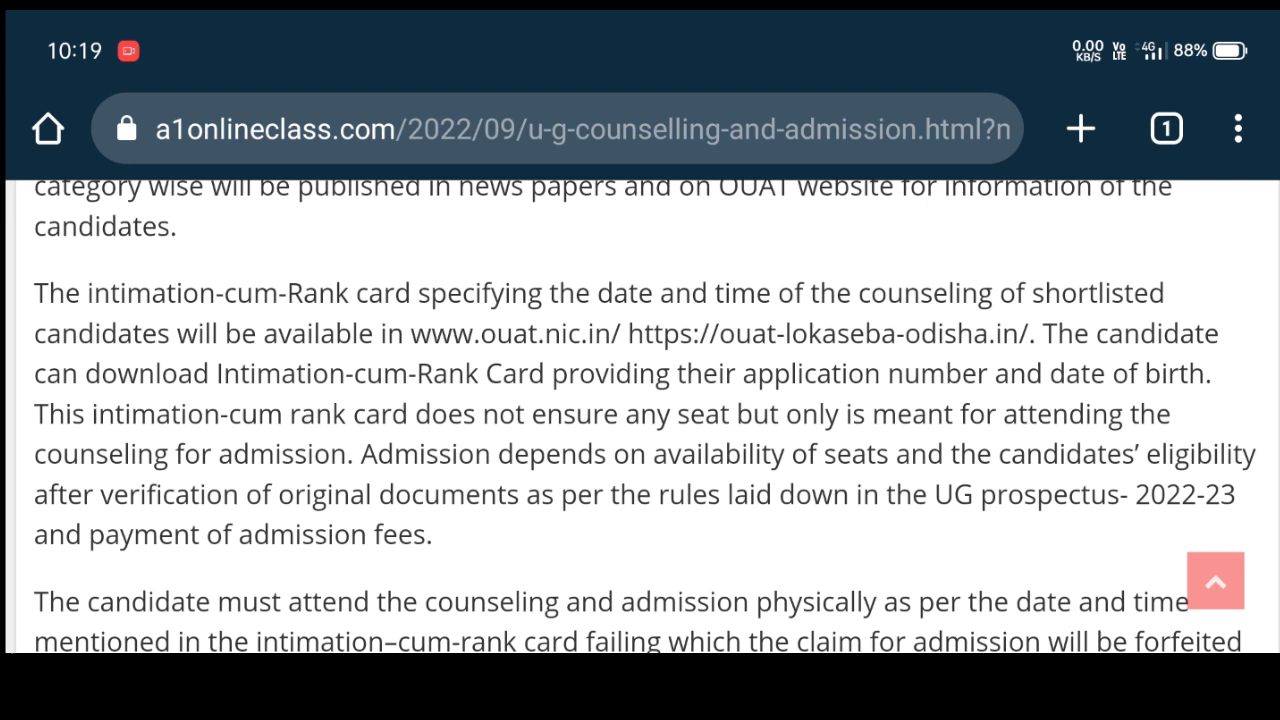 10:19
0.00 KB/S Vo LTE 4G 88%
a1onlineclass.com/2022/09/u-g-counselling-and-admission.html?n
1
category wise will be published in news papers and on OUAT website for information of the
candidates.
The intimation-cum-Rank card specifying the date and time of the counseling of shortlisted
candidates will be available in www.ouat.nic.in/ https://ouat-lokaseba-odisha.in/. The candidate
can download Intimation-cum-Rank Card providing their application number and date of birth.
This intimation-cum rank card does not ensure any seat but only is meant for attending the
counseling for admission. Admission depends on availability of seats and the candidates’ eligibility
after verification of original documents as per the rules laid down in the UG prospectus- 2022-23
and payment of admission fees.
The candidate must attend the counseling and admission physically as per the date and time
mentioned in the intimation–cum-rank card failing which the claim for admission will be forfeited